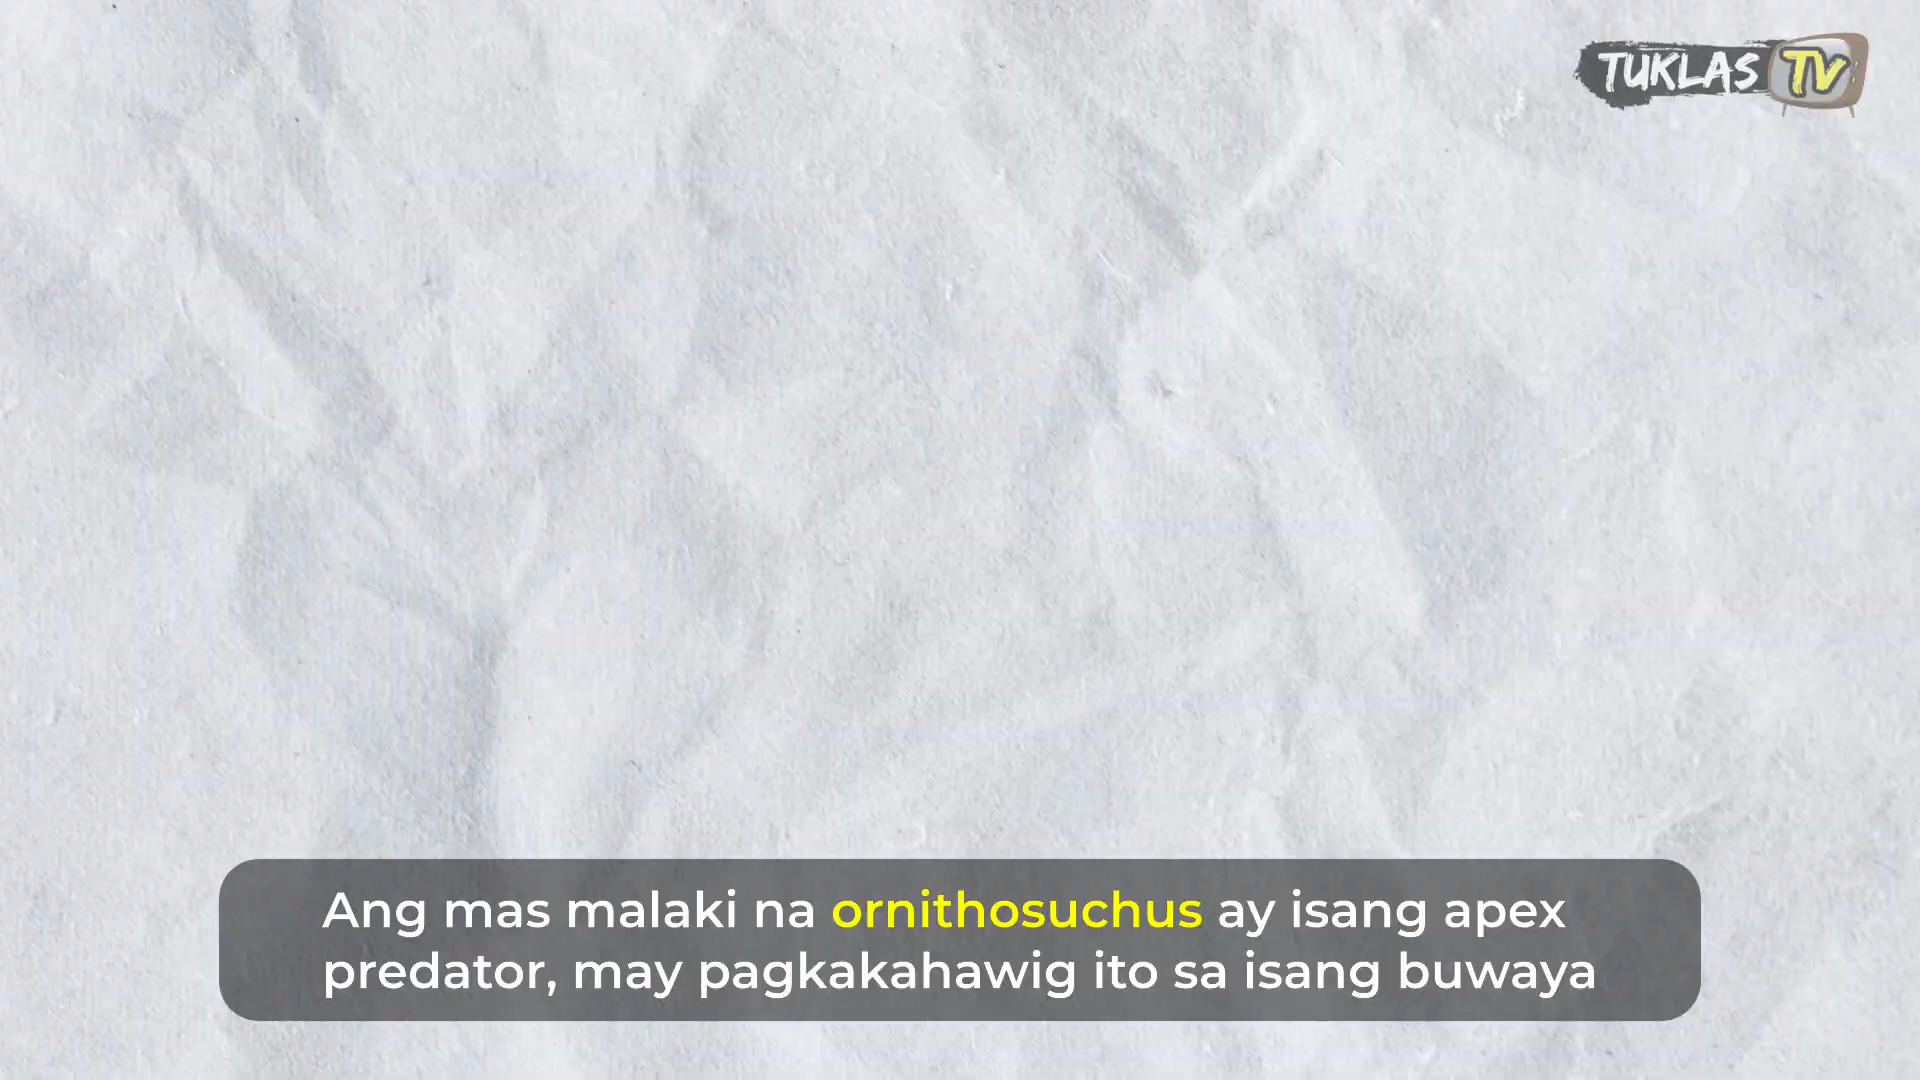 TUKLAS TV
Ang mas malaki na ornithosuchus ay isang apex
predator, may pagkakahawig ito sa isang buwaya